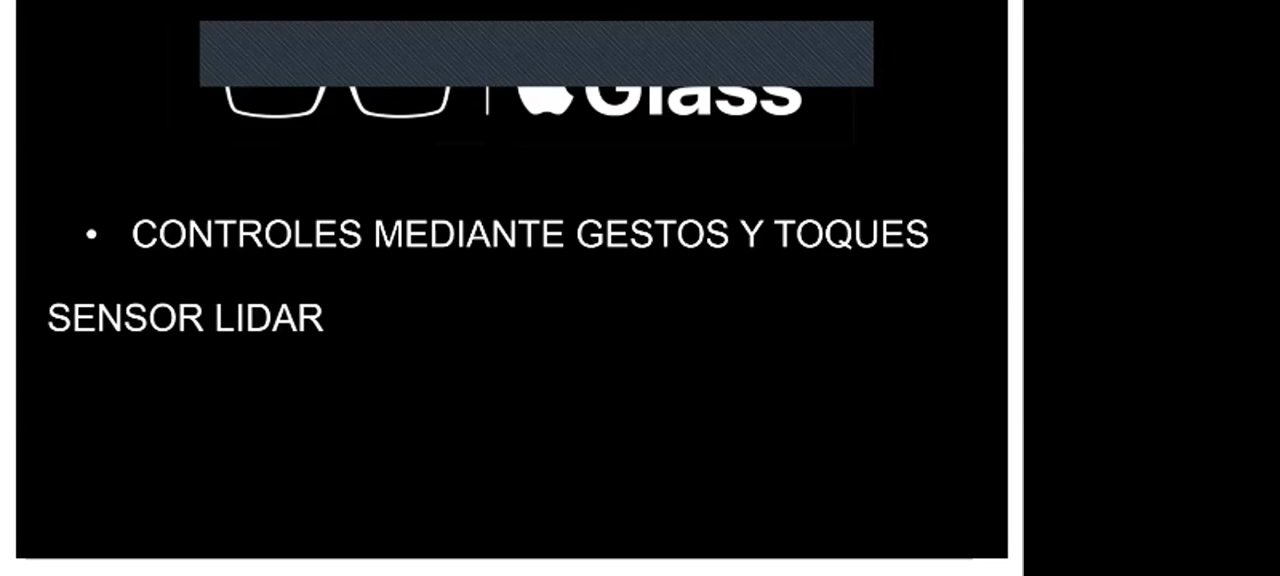 Glass
• CONTROLES MEDIANTE GESTOS Y TOQUES
SENSOR LIDAR